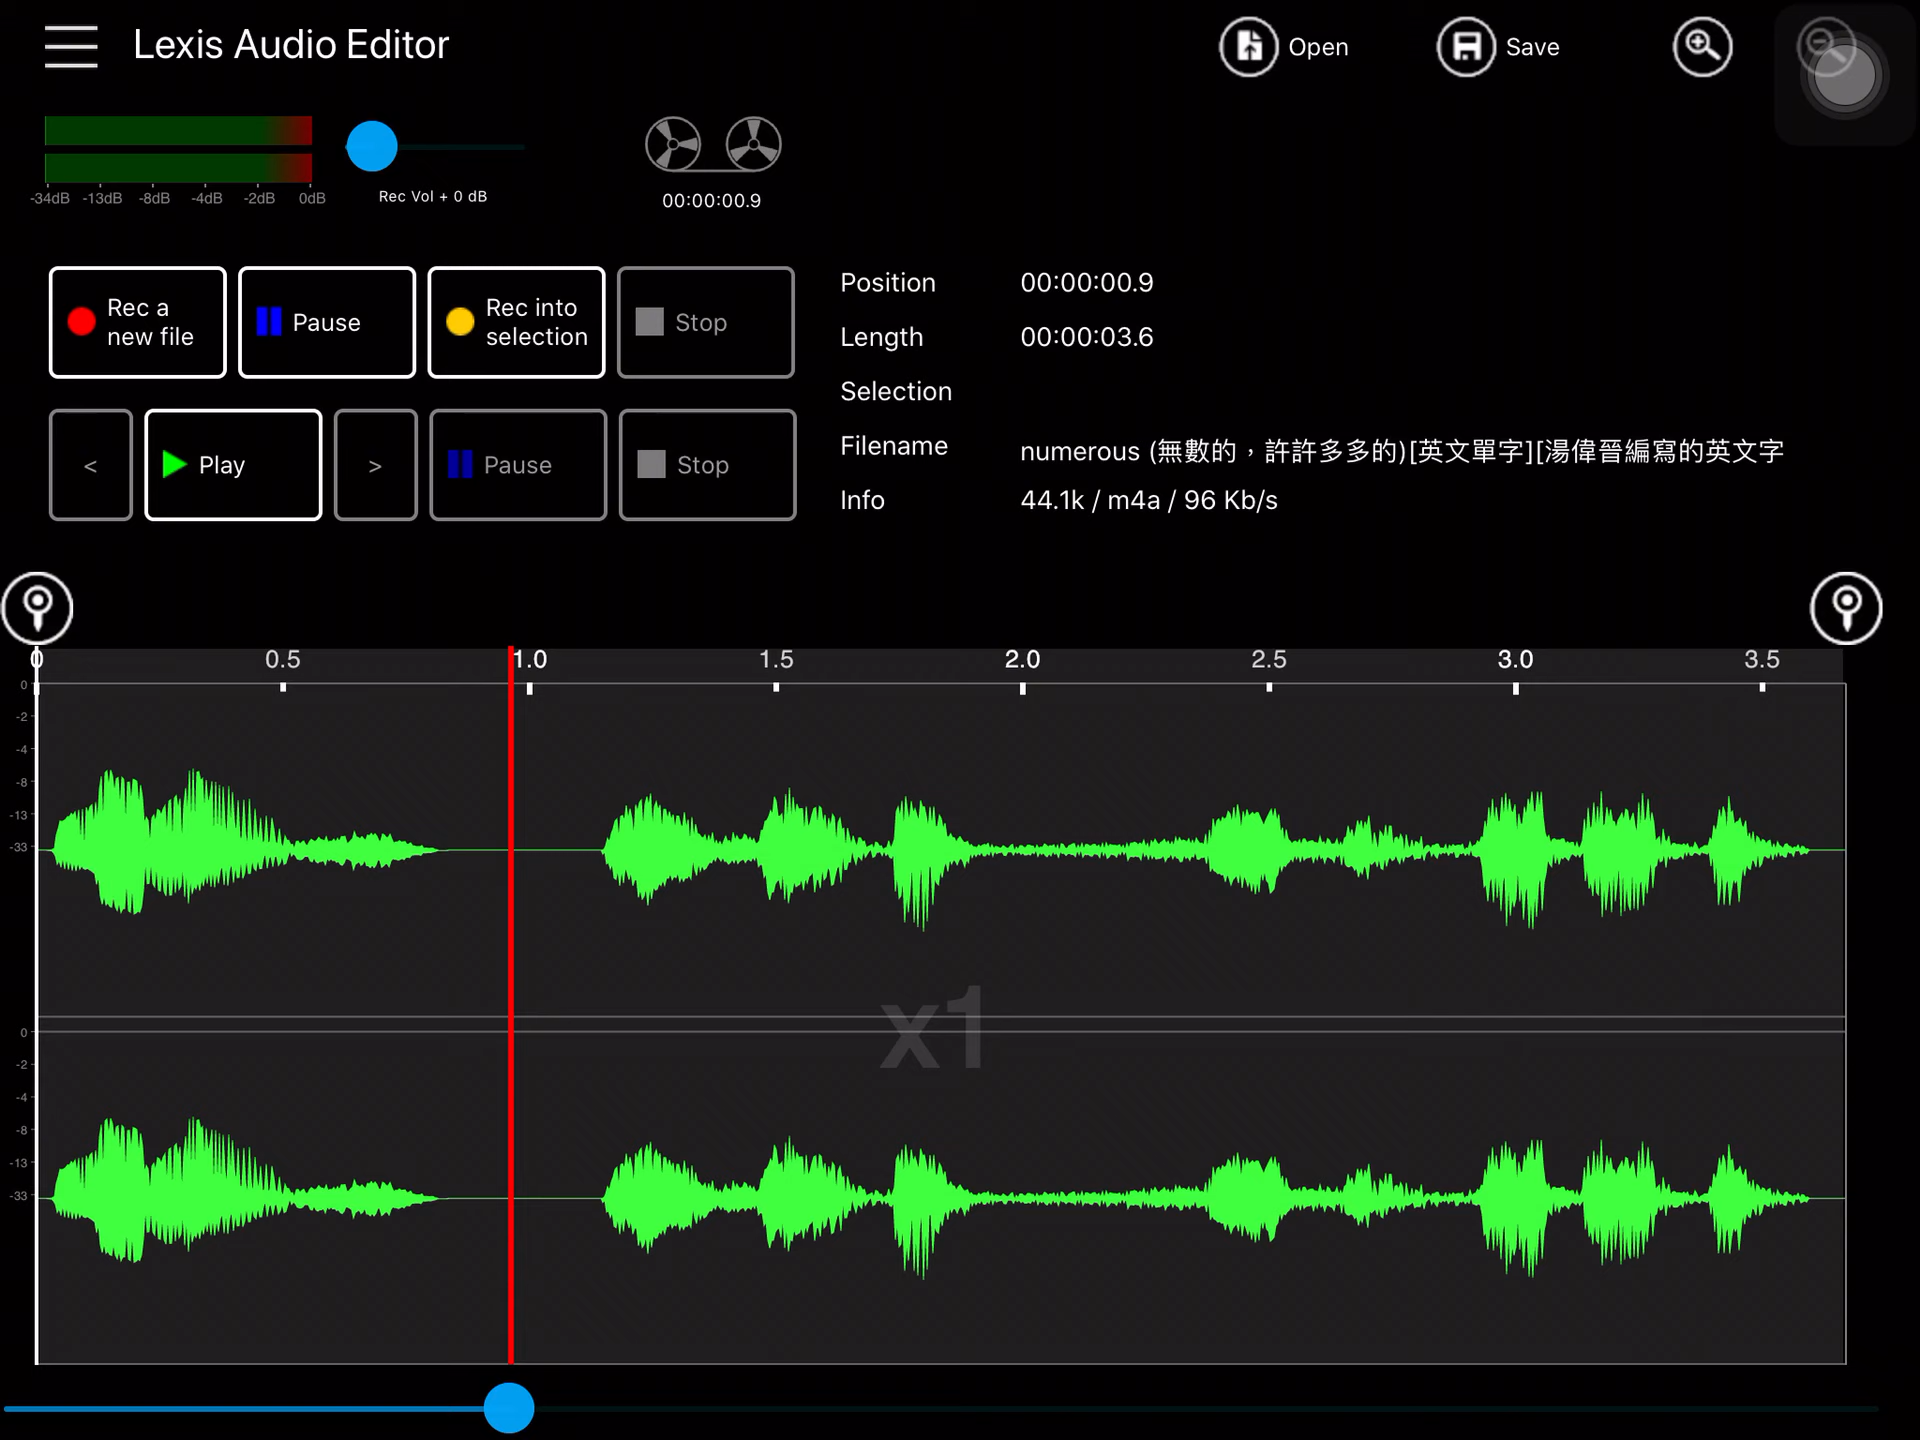 Lexis Audio Editor
Open
Save
-34dB -13dB -8dB -4dB -2dB 0dB
Rec Vol + 0 dB
00:00:00.9
Rec a
new file
Pause
Rec into
selection
Stop
<
Play
>
Pause
Stop
Position 00:00:00.9
Length 00:00:03.6
Selection
Filename numerous (無數的，許許多多的)[英文單字][湯偉晉編寫的英文字
Info 44.1k / m4a / 96 Kb/s
0 0.5 1.0 1.5 2.0 2.5 3.0 3.5
0
-2
-4
-8
-13
-33
x1
0
-2
-4
-8
-13
-33